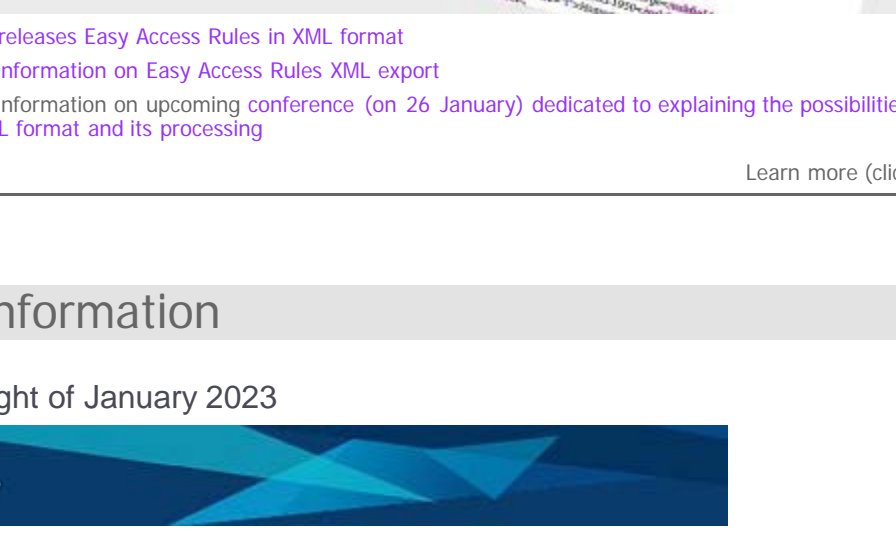 releases Easy Access Rules in XML format
nformation on Easy Access Rules XML export
nformation on upcoming conference (on 26 January) dedicated to explaining the possibilitie
L format and its processing
Learn more (clic
nformation
ght of January 2023